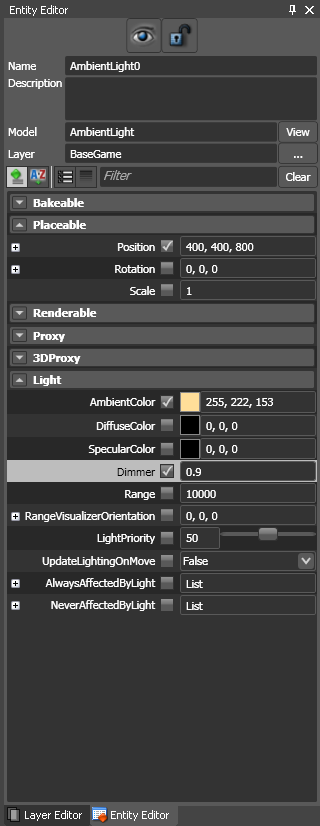 Entity Editor
Name AmbientLight0
Description
Model AmbientLight View
Layer BaseGame ...
Filter Clear
Bakeable
Placeable
Position 400, 400, 800
Rotation 0, 0, 0
Scale 1
Renderable
Proxy
3DProxy
Light
AmbientColor 255, 222, 153
DiffuseColor 0, 0, 0
SpecularColor 0, 0, 0
Dimmer 0.9
Range 10000
RangeVisualizerOrientation 0, 0, 0
LightPriority 50
UpdateLightingOnMove False
AlwaysAffectedByLight List
NeverAffectedByLight List
Layer Editor Entity Editor